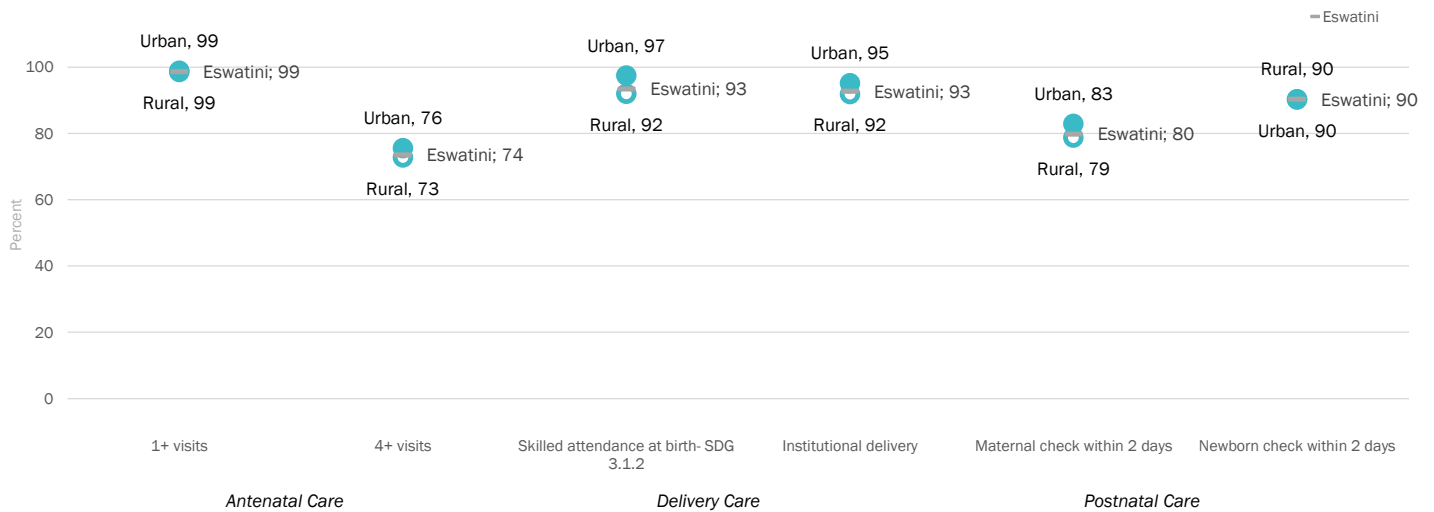 Eswatini
Urban, 99
Eswatini; 99
Rural, 99
Urban, 76
Eswatini; 74
Rural, 73
Urban, 97
Eswatini; 93
Rural, 92
Urban, 95
Eswatini; 93
Rural, 92
Urban, 83
Eswatini; 80
Rural, 79
Rural, 90
Eswatini; 90
Urban, 90
Percent
100
80
60
40
20
0
1+ visits
4+ visits
Skilled attendance at birth- SDG
3.1.2
Institutional delivery
Maternal check within 2 days
Newborn check within 2 days
Antenatal Care
Delivery Care
Postnatal Care